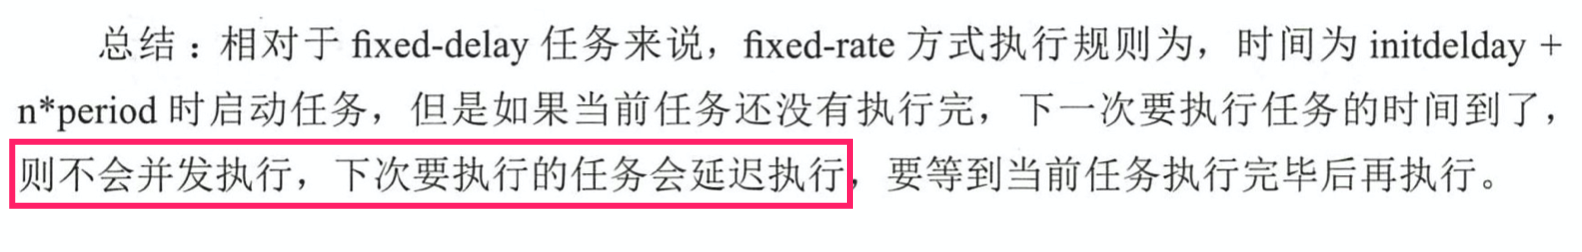 总结：相对于 fixed-delay 任务来说，fixed-rate 方式执行规则为，时间为 initdelday +
n*period 时启动任务，但是如果当前任务还没有执行完，下一次要执行任务的时间到了，
则不会并发执行，下次要执行的任务会延迟执行，要等到当前任务执行完毕后再执行。